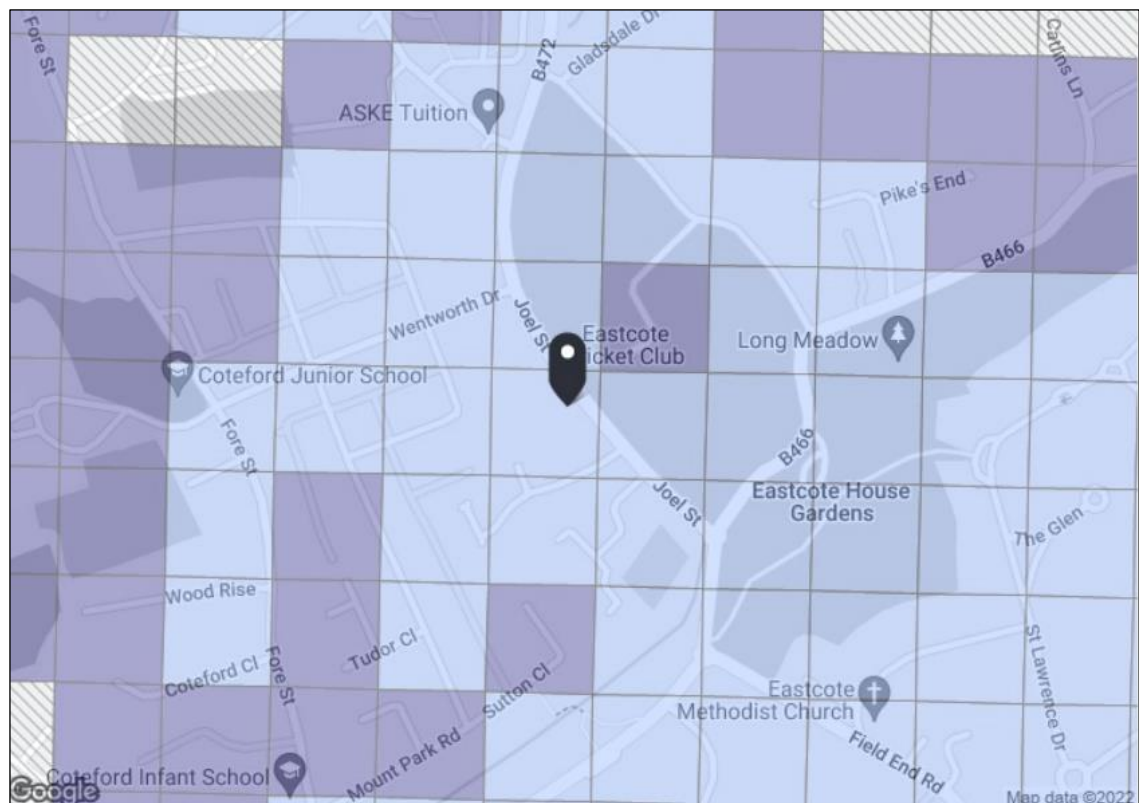 Fore St
B472
Gladsdale Dr
Catlins Ln
ASKE Tuition
Pike's End
B466
Wentworth Dr
Joel St
Eastcote
icket Club
Long Meadow
Coteford Junior School
Fore St
B466
Joel St
Eastcote House
Gardens
The Glen
Wood Rise
Tudor Cl
Coteford Cl
Fore St
Sutton Cl
St Lawrence Dr
Eastcote
Methodist Church
Mount Park Rd
Field End Rd
Coteford Infant School
Google
Map data ©2022